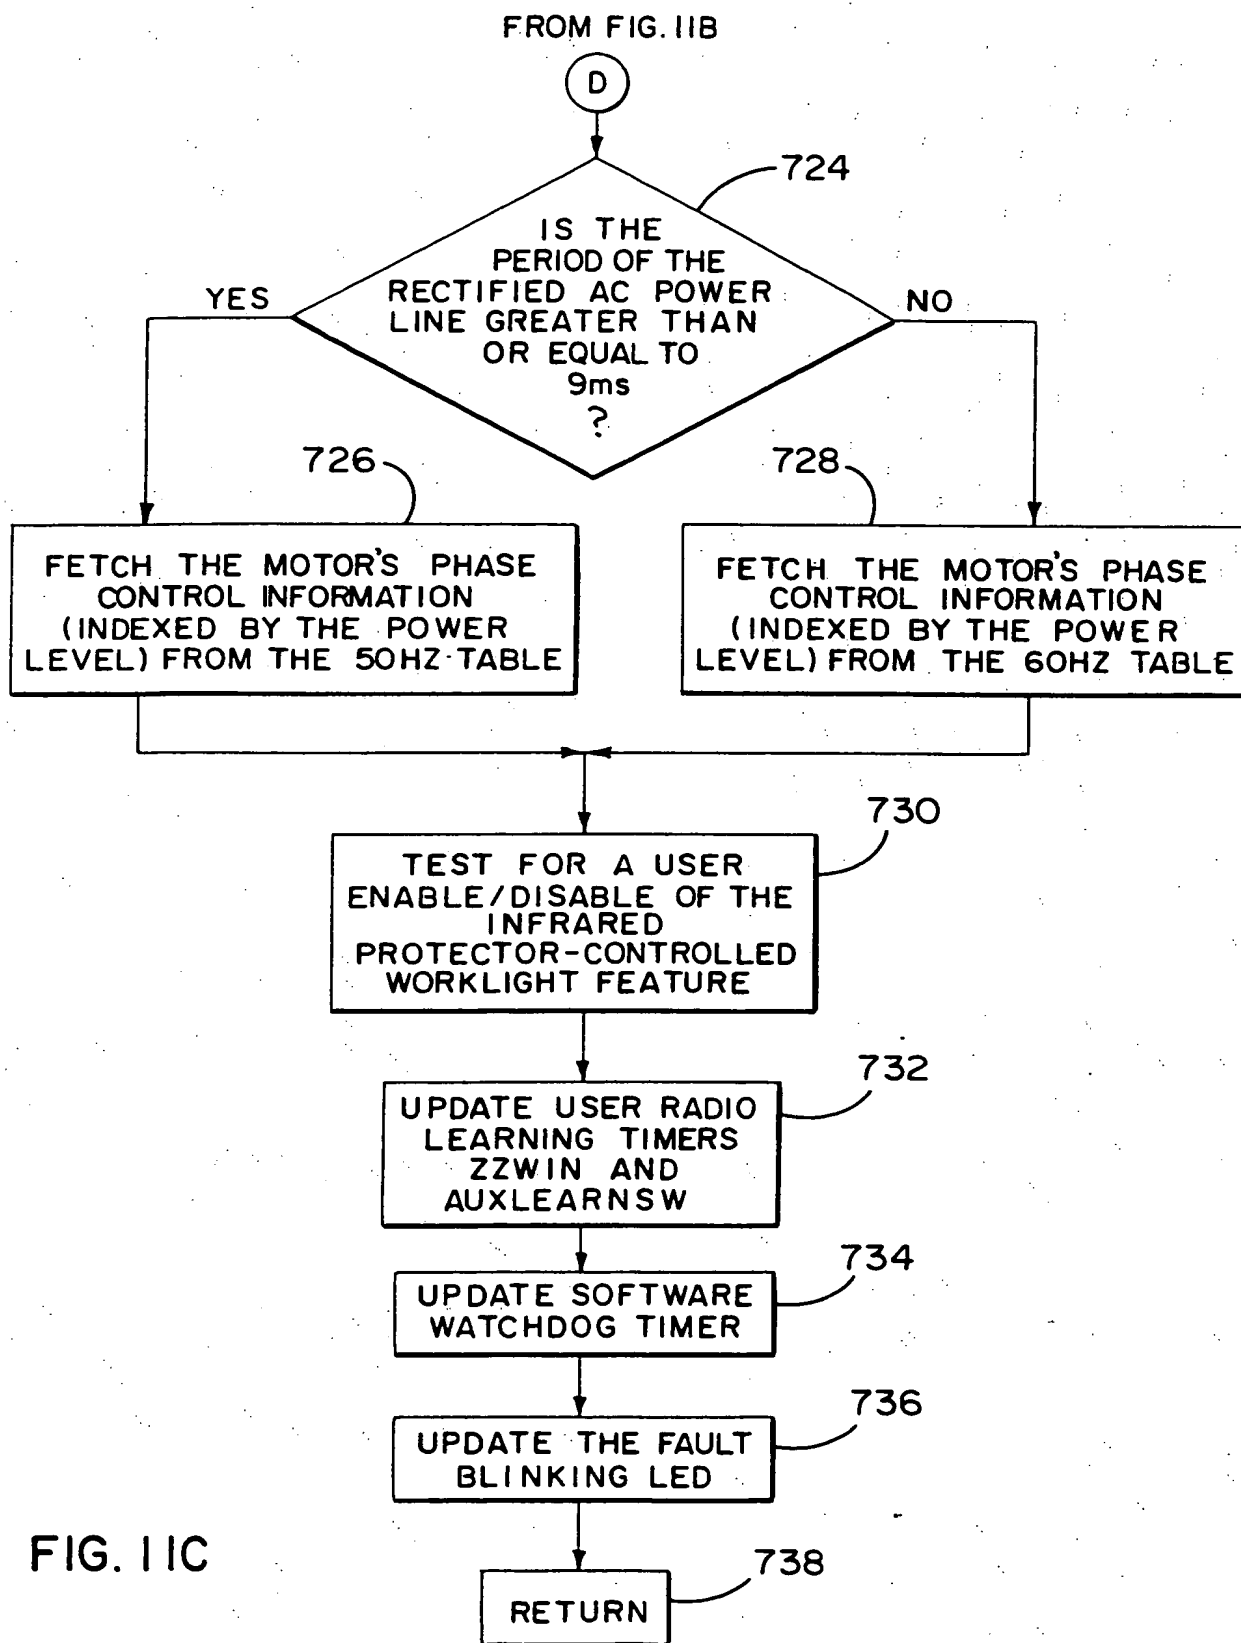 FROM FIG. 11B
D
724
IS THE
PERIOD OF THE
RECTIFIED AC POWER
LINE GREATER THAN
OR EQUAL TO
9ms
?
YES
NO
726
728
FETCH THE MOTOR'S PHASE
CONTROL INFORMATION
(INDEXED BY THE POWER
LEVEL) FROM THE 50HZ TABLE
FETCH THE MOTOR'S PHASE
CONTROL INFORMATION
(INDEXED BY THE POWER
LEVEL) FROM THE 60HZ TABLE
730
TEST FOR A USER
ENABLE/DISABLE OF THE
INFRARED
PROTECTOR-CONTROLLED
WORKLIGHT FEATURE
732
UPDATE USER RADIO
LEARNING TIMERS
ZZWIN AND
AUXLEARNSW
734
UPDATE SOFTWARE
WATCHDOG TIMER
736
UPDATE THE FAULT
BLINKING LED
738
RETURN
FIG. 11C